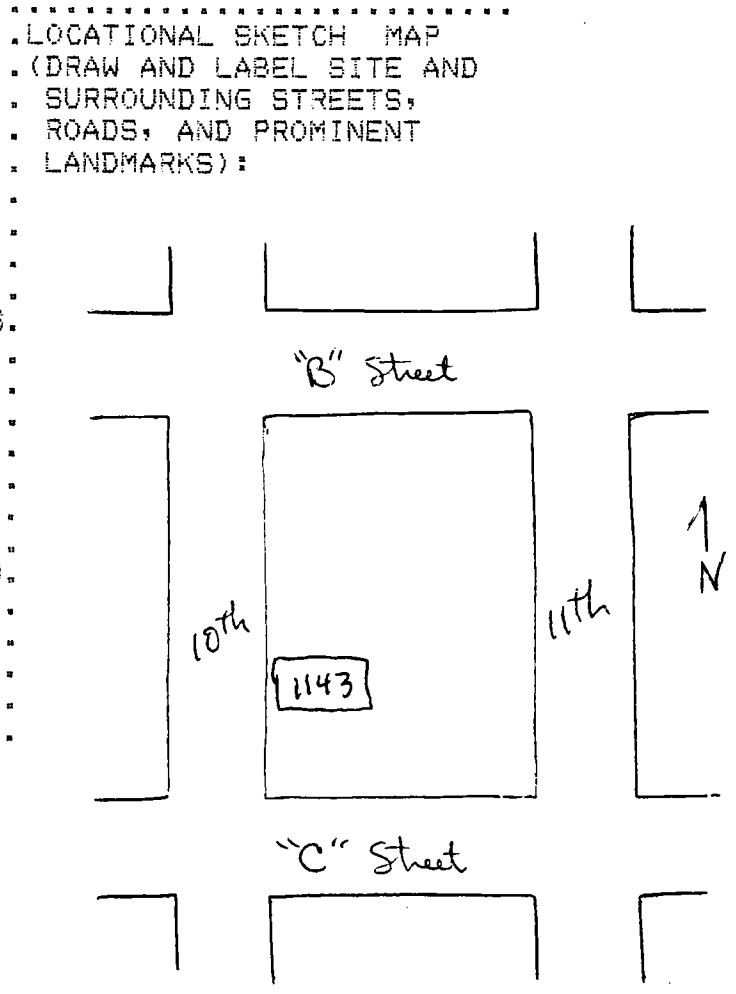 LOCATIONAL SKETCH MAP
(DRAW AND LABEL SITE AND
SURROUNDING STREETS,
ROADS, AND PROMINENT
LANDMARKS):
"B" Street
N
10th
11th
1143
"C" Street